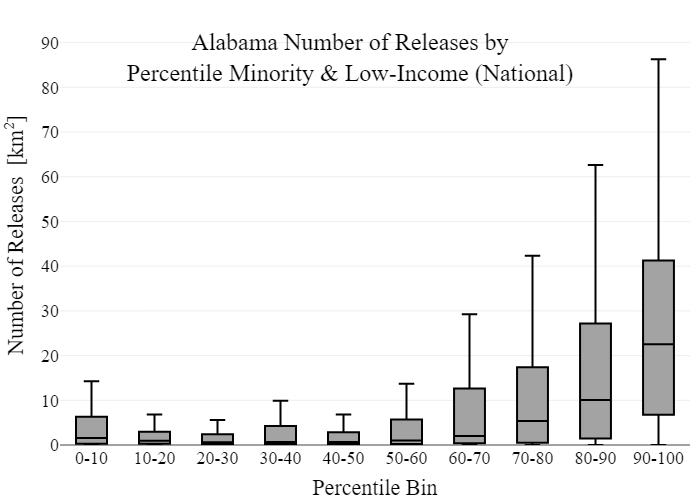 Alabama Number of Releases by
Percentile Minority & Low-Income (National)
Number of Releases [km²]
90
80
70
60
50
40
30
20
10
0
0-10 10-20 20-30 30-40 40-50 50-60 60-70 70-80 80-90 90-100
Percentile Bin